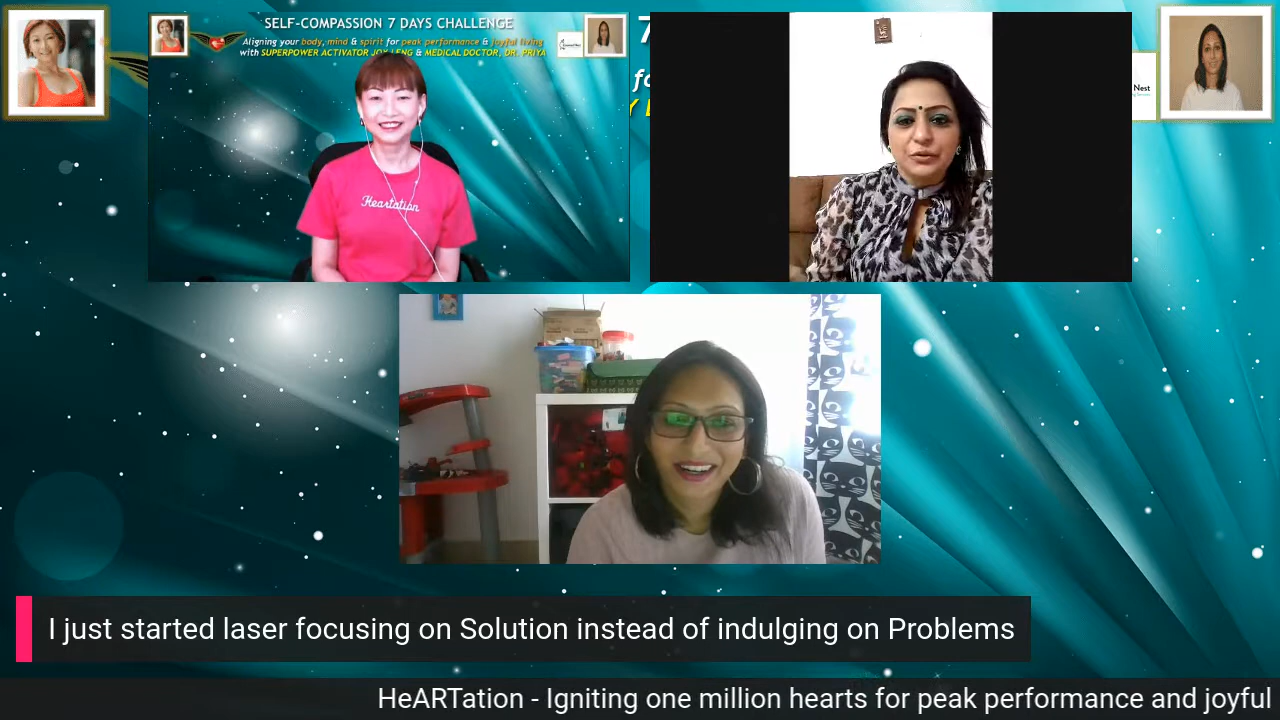 SELF-COMPASSION 7 DAYS CHALLENGE
Aligning your body, mind & spirit for peak performance & joyful living
with SUPERPOWER ACTIVATOR JOY LENG & MEDICAL DOCTOR, DR. PRIYA
7
fo
Y
Nest
Heartation
I just started laser focusing on Solution instead of indulging on Problems
HeARTation - Igniting one million hearts for peak performance and joyful